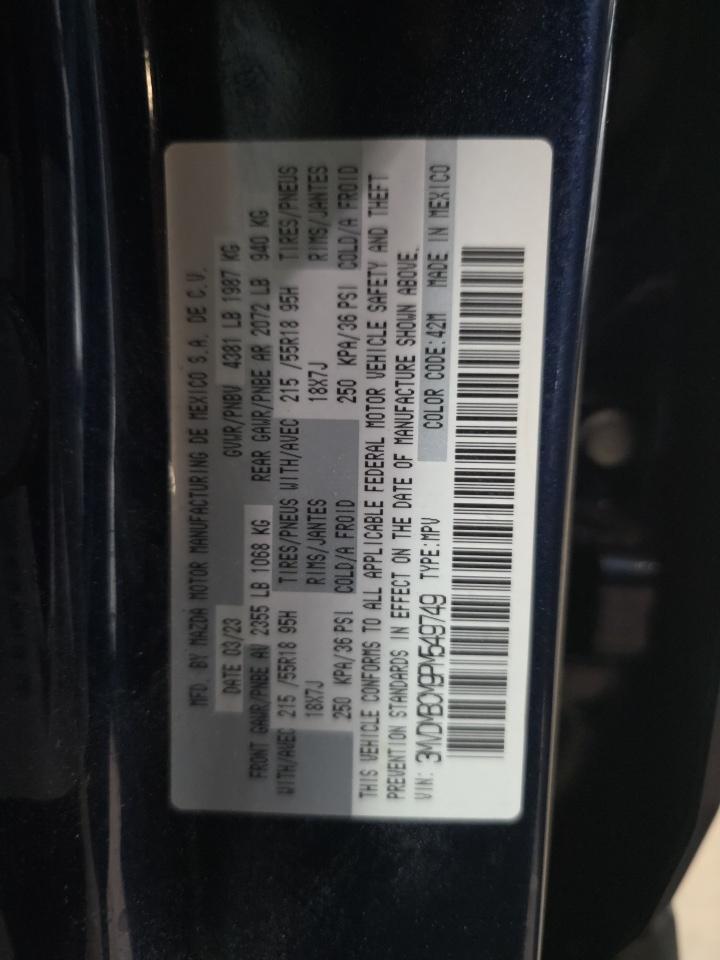 MFD. BY MAZDA MOTOR MANUFACTURING DE MEXICO S.A. DE C.V.
DATE 03/23 GVWR/PNBV 4381 LB 1987 KG
FRONT GAWR/PNBE AV 2355 LB 1068 KG REAR GAWR/PNBE AR 2072 LB 940 KG
WITH/AVEC 215 /55R18 95H TIRES/PNEUS WITH/AVEC 215 /55R18 95H TIRES/PNEUS
18X7J RIMS/JANTES 18X7J RIMS/JANTES
250 KPA/36 PSI COLD/A FROID 250 KPA/36 PSI COLD/A FROID
THIS VEHICLE CONFORMS TO ALL APPLICABLE FEDERAL MOTOR VEHICLE SAFETY AND THEFT
PREVENTION STANDARDS IN EFFECT ON THE DATE OF MANUFACTURE SHOWN ABOVE.
VIN: 3MVDMBCM9PM549749 TYPE:MPV COLOR CODE:42M MADE IN MEXICO